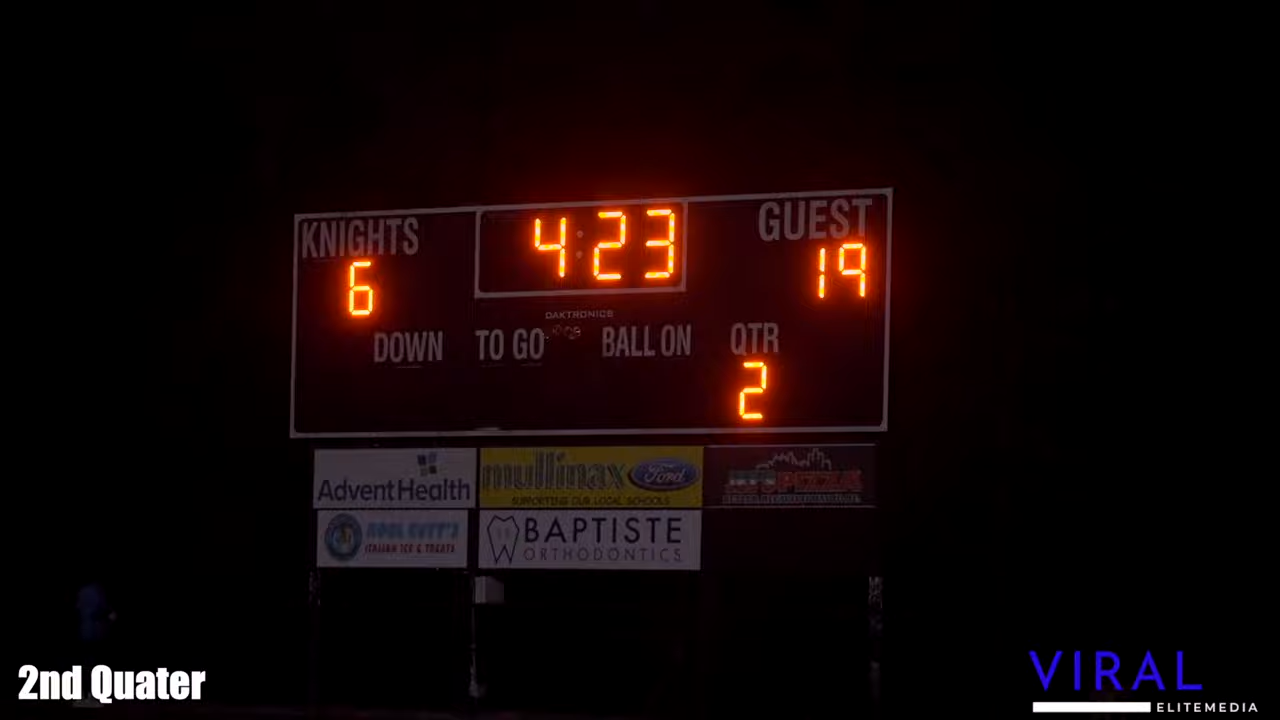 KNIGHTS
4:23
GUEST
6
19
DAKTRONICS
DOWN
TO GO
BALL ON
QTR
2
AdventHealth
mullinax
Ford
SUPPORTING OUR LOCAL SCHOOLS
PIZZA
ITALIAN ICE & TREATS
BAPTISTE
ORTHODONTICS
2nd Quater
VIRAL
ELITEMEDIA